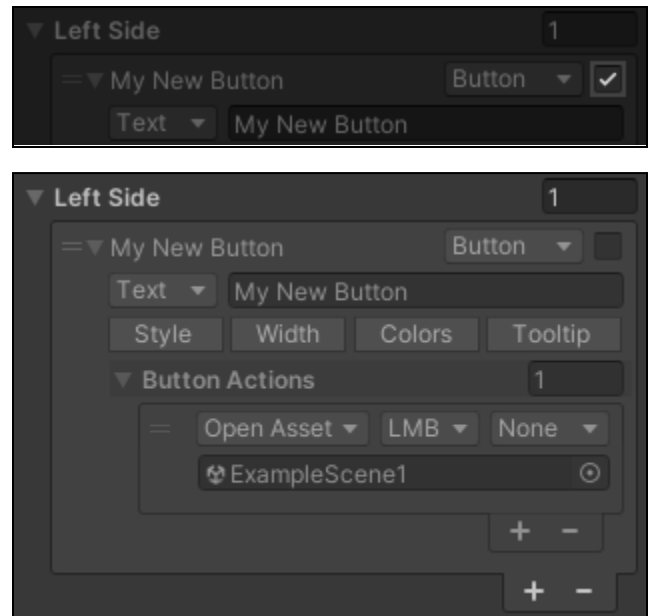 Left Side 1
My New Button Button
Text My New Button
Left Side 1
My New Button Button
Text My New Button
Style Width Colors Tooltip
Button Actions 1
Open Asset LMB None
ExampleScene1
+ -
+ -